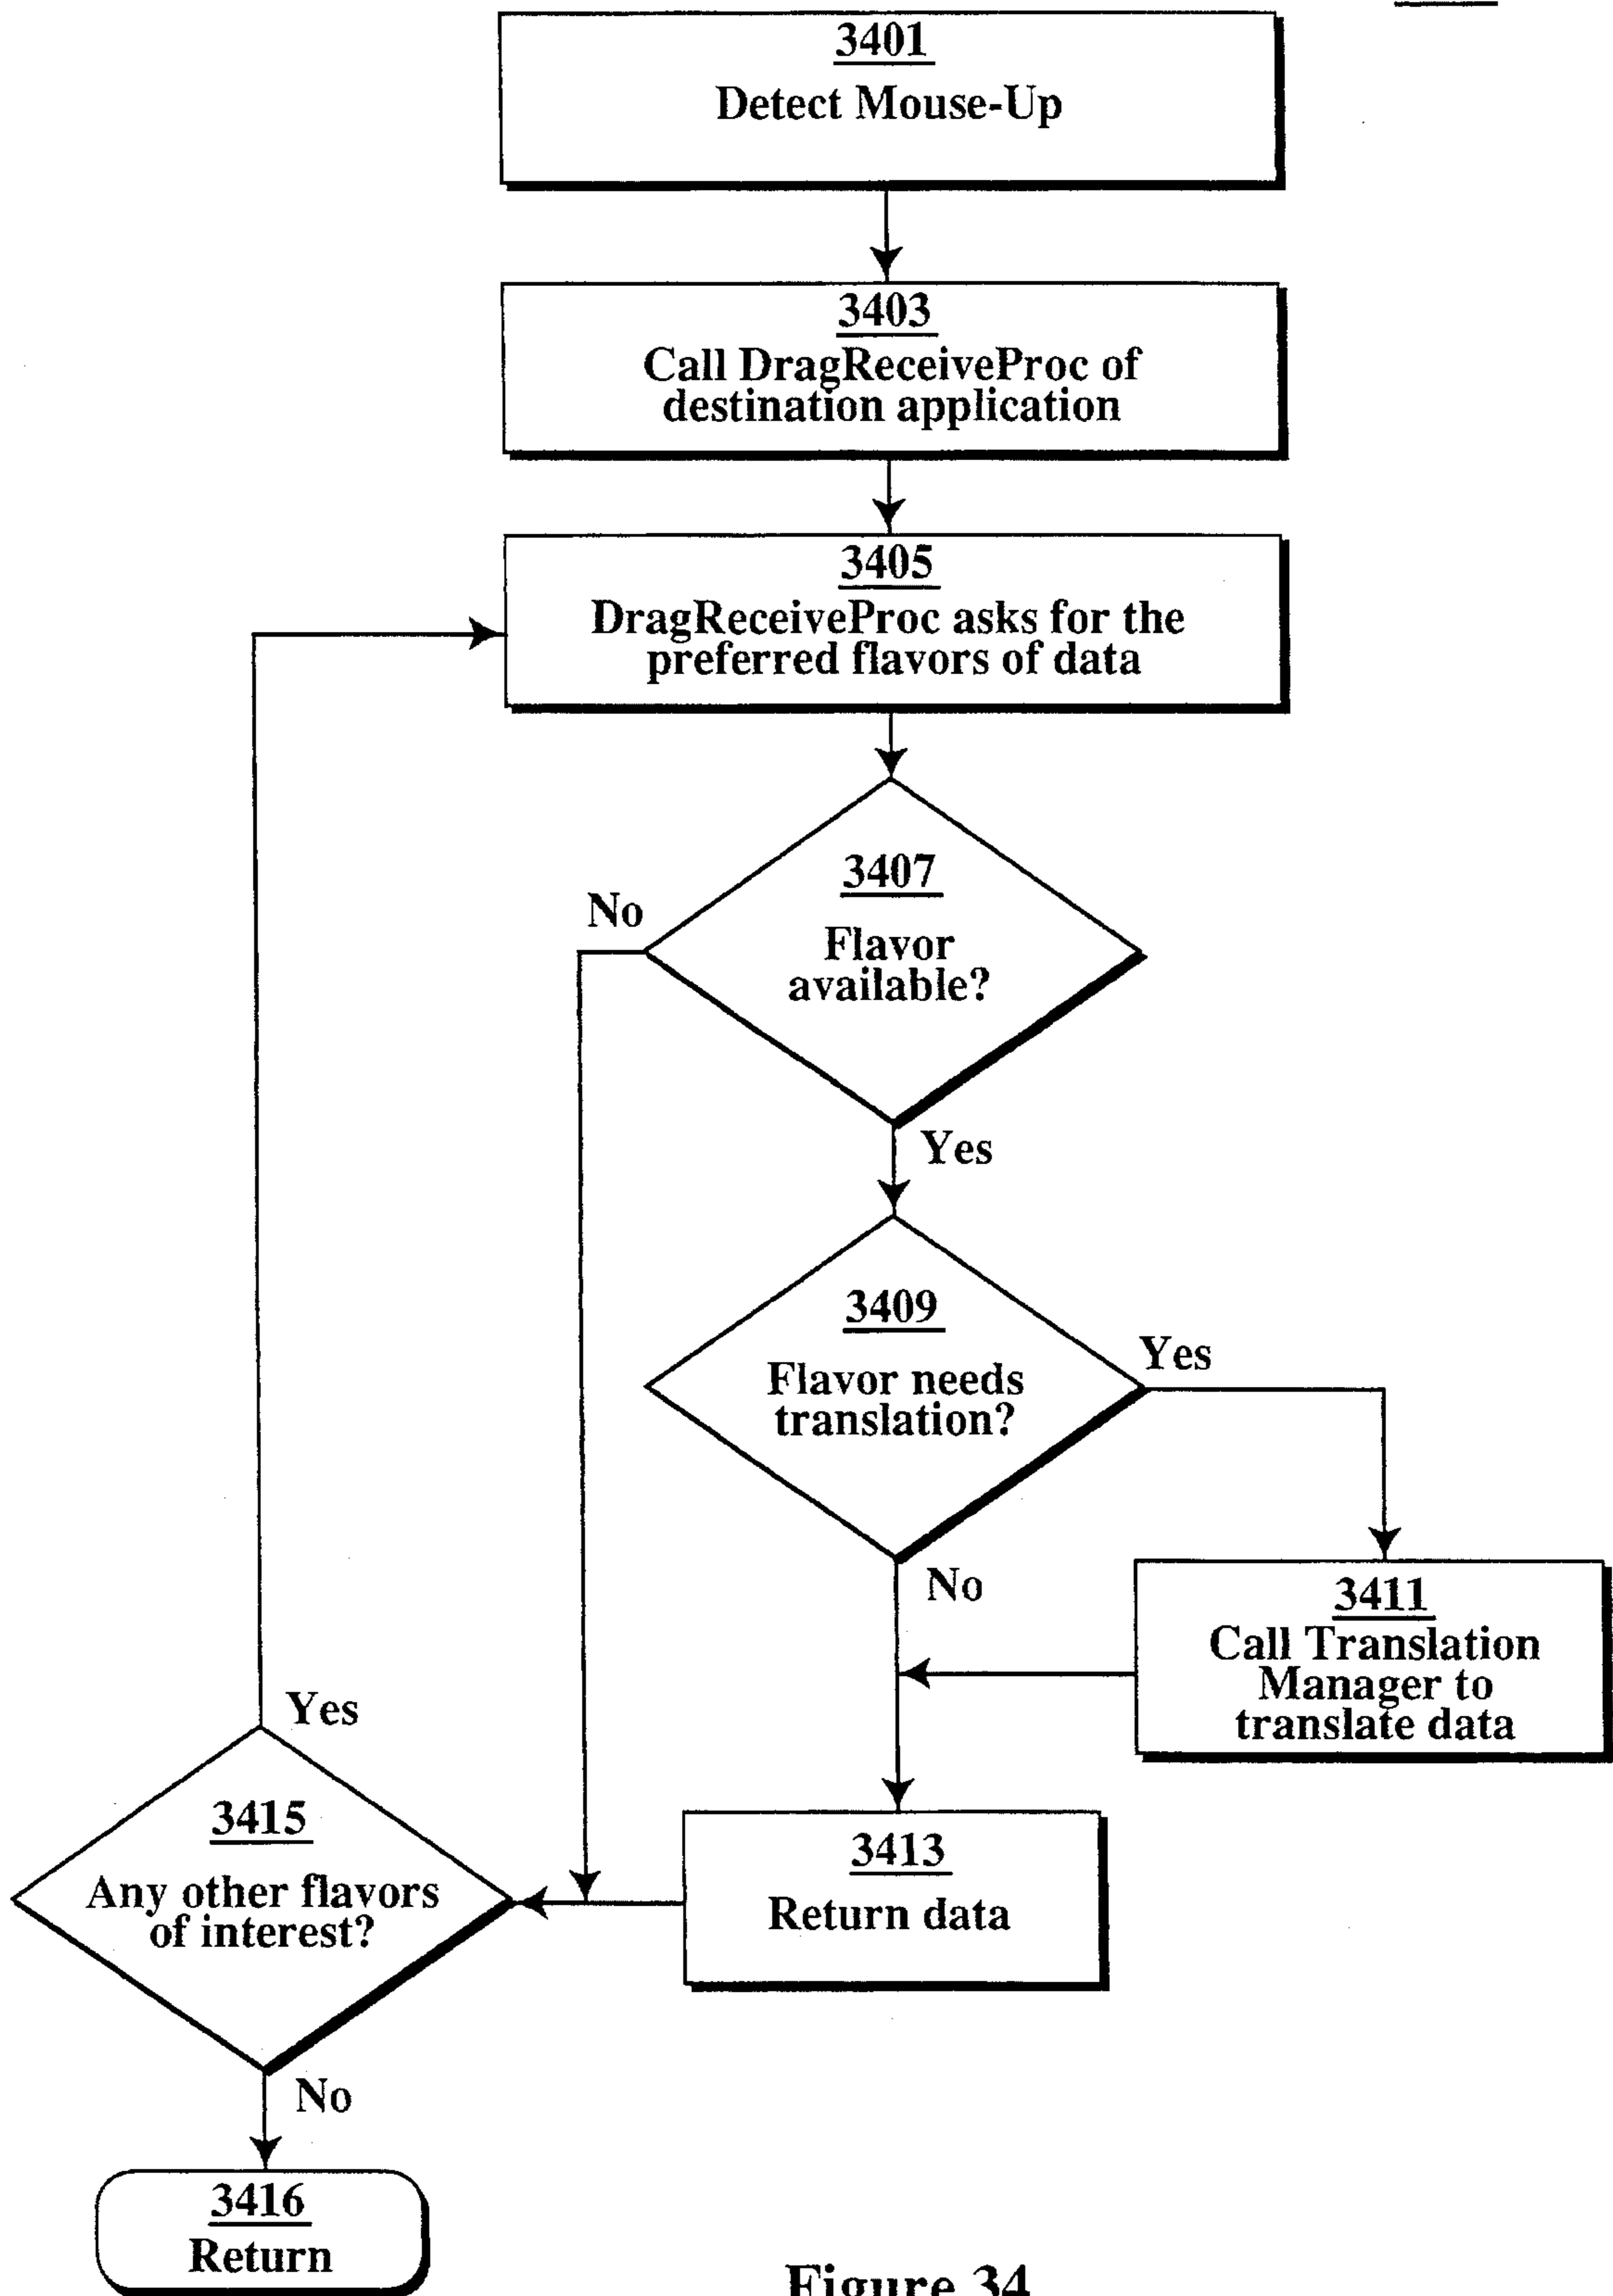 3401
Detect Mouse-Up
3403
Call DragReceiveProc of
destination application
3405
DragReceiveProc asks for the
preferred flavors of data
3407
No
Flavor
available?
Yes
3409
Yes
Flavor needs
translation?
No
3411
Call Translation
Manager to
translate data
Yes
3415
Any other flavors
of interest?
3413
Return data
No
3416
Return
Figure 34